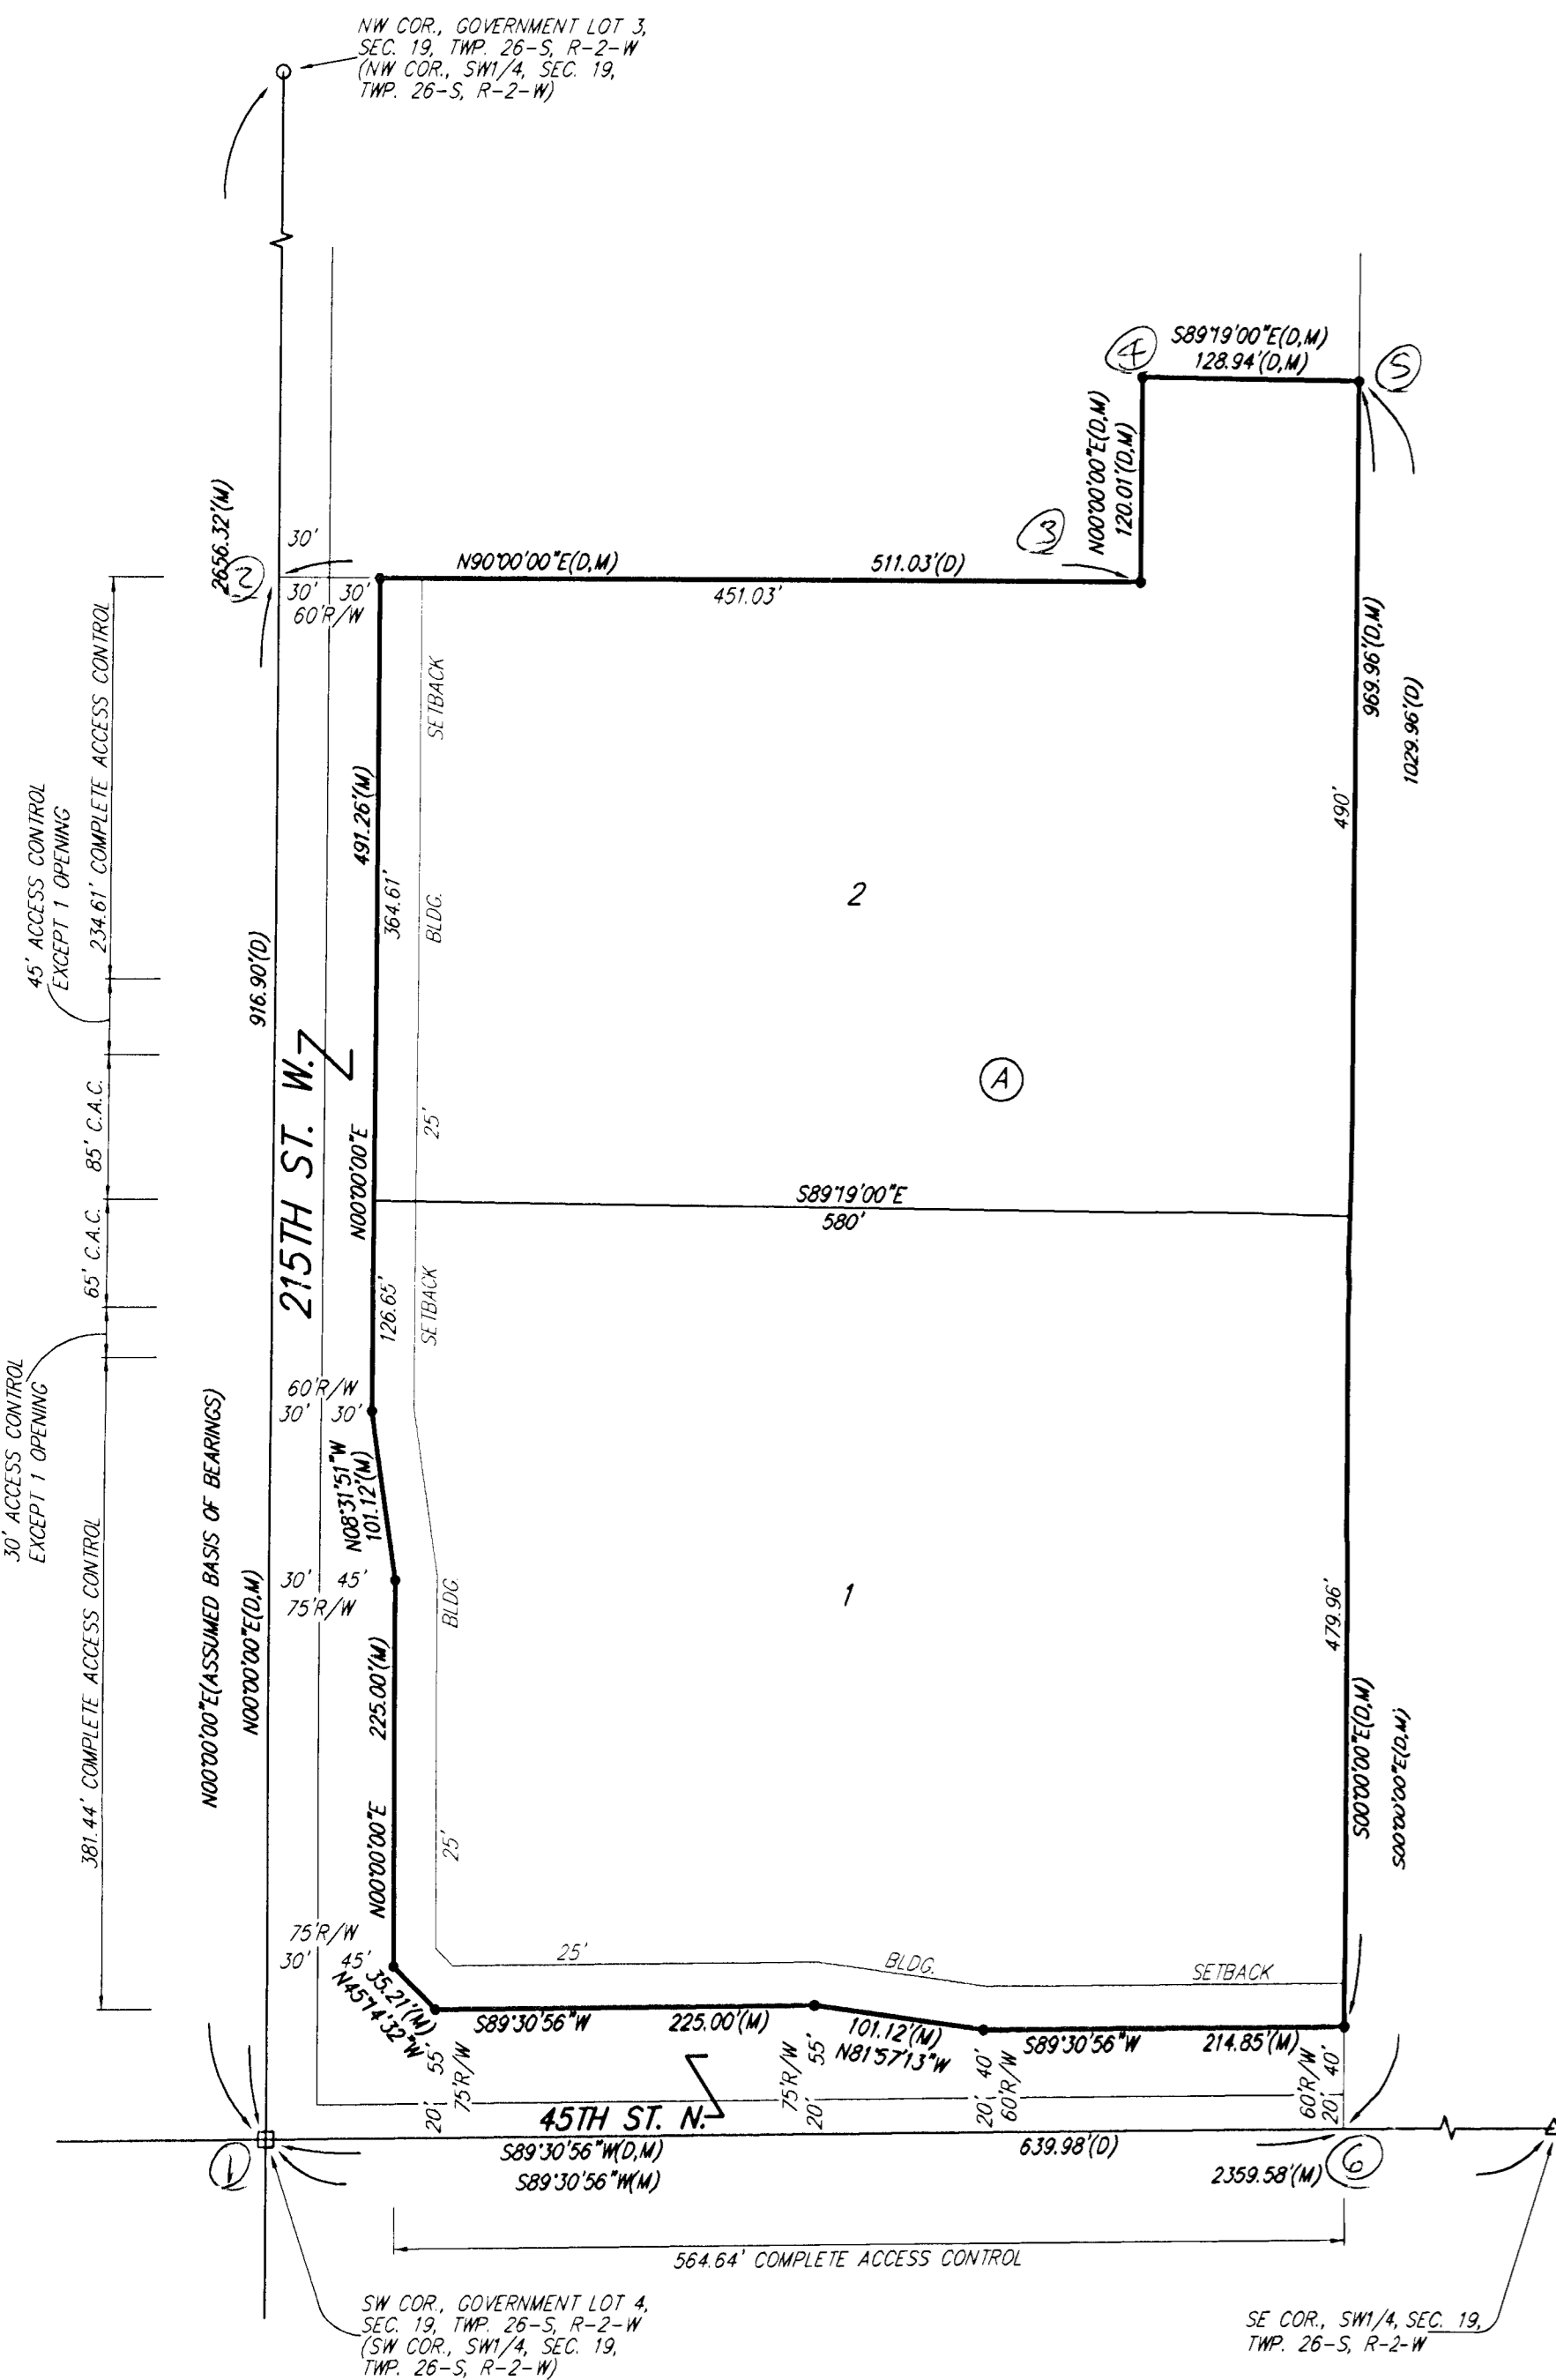 NW COR., GOVERNMENT LOT 3,
SEC. 19, TWP. 26-S, R-2-W
(NW COR., SW1/4, SEC. 19,
TWP. 26-S, R-2-W)
S89°19'00"E(D,M)
128.94'(D,M)
4
5
N00°00'00"E(D,M)
120.01'(D,M)
3
2656.32'(M)
2
30'
30' 30'
60'R/W
N90°00'00"E(D,M) 511.03'(D)
451.03'
234.61' COMPLETE ACCESS CONTROL
45' ACCESS CONTROL
EXCEPT 1 OPENING
85' C.A.C.
65' C.A.C.
30' ACCESS CONTROL
EXCEPT 1 OPENING
381.44' COMPLETE ACCESS CONTROL
916.90'(D)
215TH ST. W.
N00°00'00"E(ASSUMED BASIS OF BEARINGS)
N00°00'00"E(D,M)
491.26'(M)
364.61'
N00°00'00"E
126.65'
SETBACK
BLDG.
25'
SETBACK
BLDG.
25'
2
A
969.96'(D,M)
1029.96'(D)
490'
S89°19'00"E
580'
60'R/W
30' 30'
N08°31'51"W
101.12'(M)
30' 45'
75'R/W
225.00'(M)
N00°00'00"E
1
479.96'
S00°00'00"E(D,M)
S00°00'00"E(D,M)
75'R/W
30' 45'
35.21'(M)
N45°14'32"W
25' BLDG. SETBACK
S89°30'56"W 225.00'(M)
101.12'(M)
N81°57'13"W
S89°30'56"W 214.85'(M)
20' 55'
75'R/W
75'R/W
20' 55'
20' 40'
60'R/W
60'R/W
20' 40'
45TH ST. N.
1
S89°30'56"W(D,M) 639.98'(D)
S89°30'56"W(M) 2359.58'(M)
6
564.64' COMPLETE ACCESS CONTROL
SW COR., GOVERNMENT LOT 4,
SEC. 19, TWP. 26-S, R-2-W
(SW COR., SW1/4, SEC. 19,
TWP. 26-S, R-2-W)
SE COR., SW1/4, SEC. 19,
TWP. 26-S, R-2-W